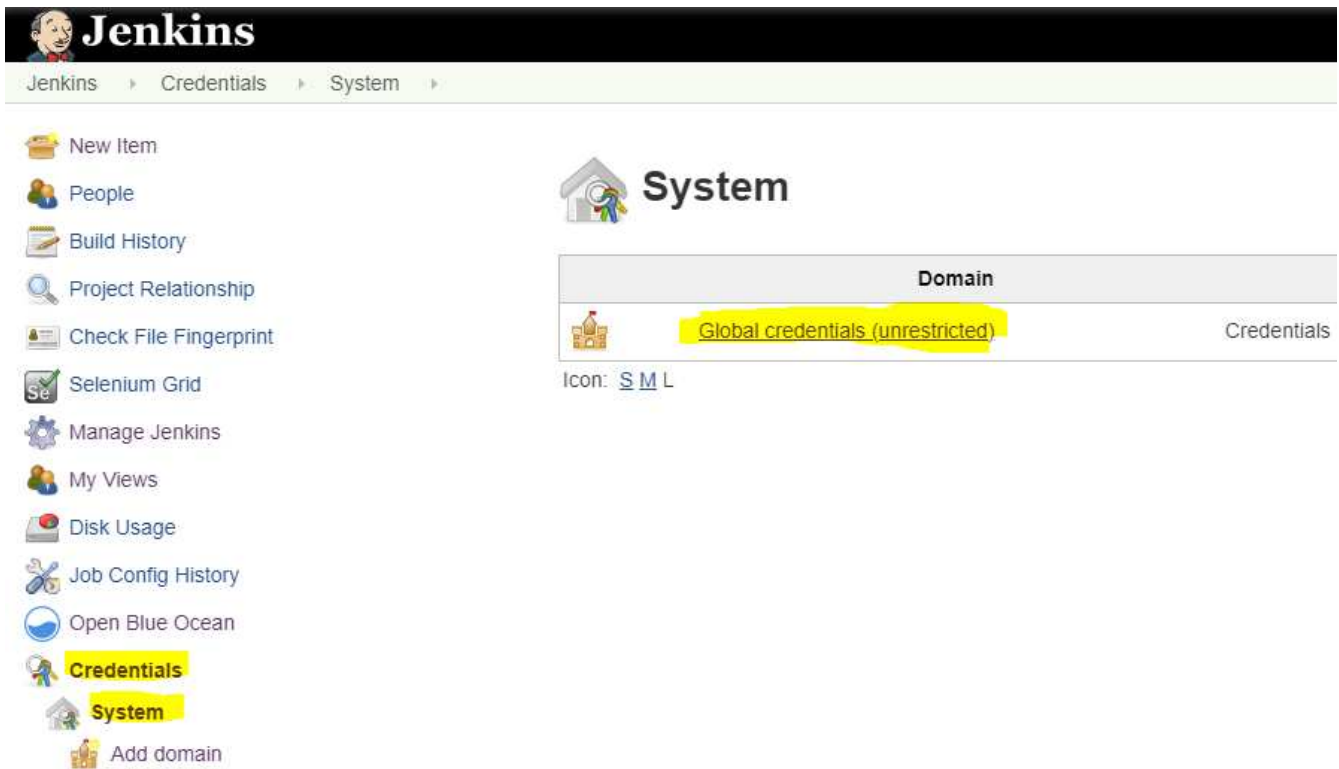 Jenkins
Jenkins Credentials System
New Item
People
Build History
Project Relationship
Check File Fingerprint
Selenium Grid
Manage Jenkins
My Views
Disk Usage
Job Config History
Open Blue Ocean
Credentials
System
Add domain
System
Domain
Global credentials (unrestricted) Credentials
Icon: S M L
Se